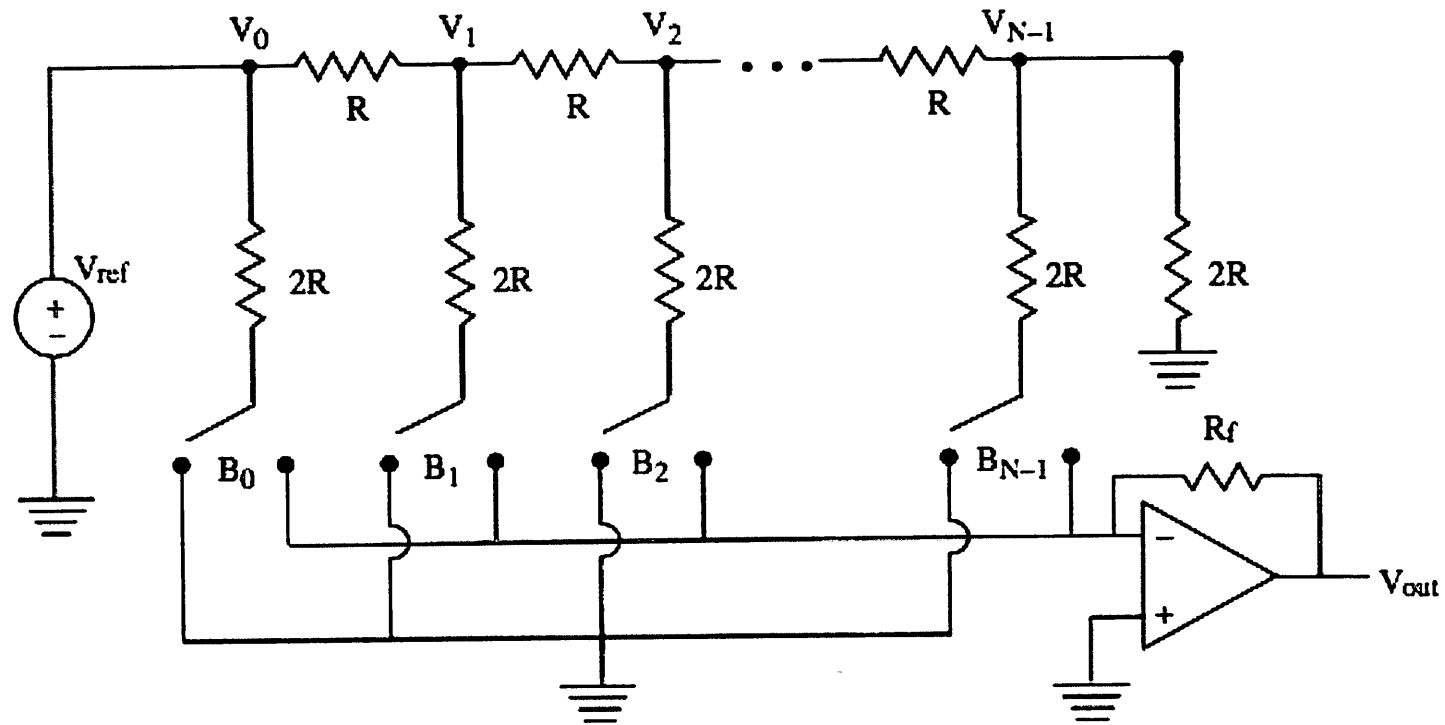 V0 V1 V2 VN-1
R R R
Vref
+
-
2R 2R 2R 2R 2R
B0 B1 B2 BN-1
Rf
-
+
Vout